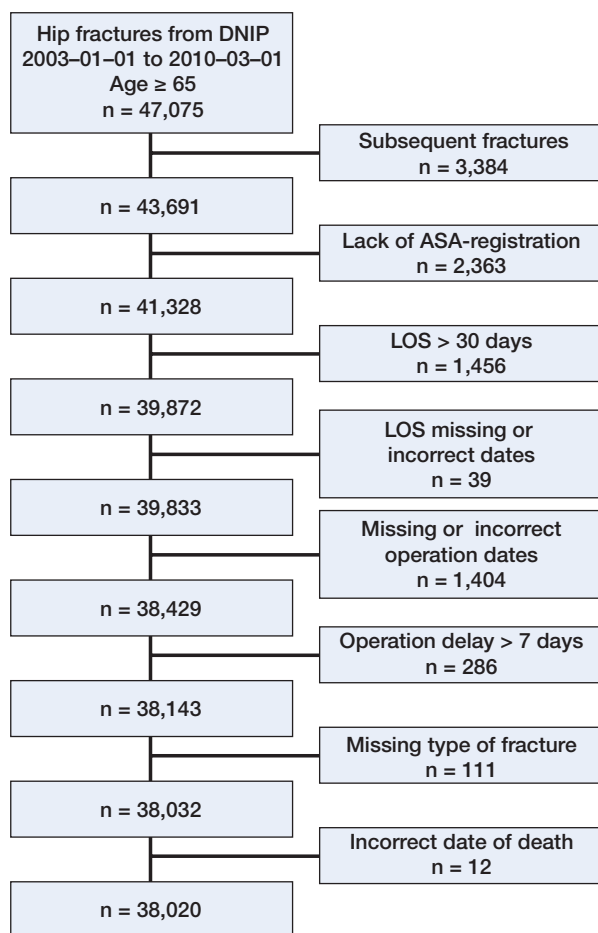 Hip fractures from DNIP
2003–01–01 to 2010–03–01
Age ≥ 65
n = 47,075
Subsequent fractures
n = 3,384
n = 43,691
Lack of ASA-registration
n = 2,363
n = 41,328
LOS > 30 days
n = 1,456
n = 39,872
LOS missing or
incorrect dates
n = 39
n = 39,833
Missing or incorrect
operation dates
n = 1,404
n = 38,429
Operation delay > 7 days
n = 286
n = 38,143
Missing type of fracture
n = 111
n = 38,032
Incorrect date of death
n = 12
n = 38,020